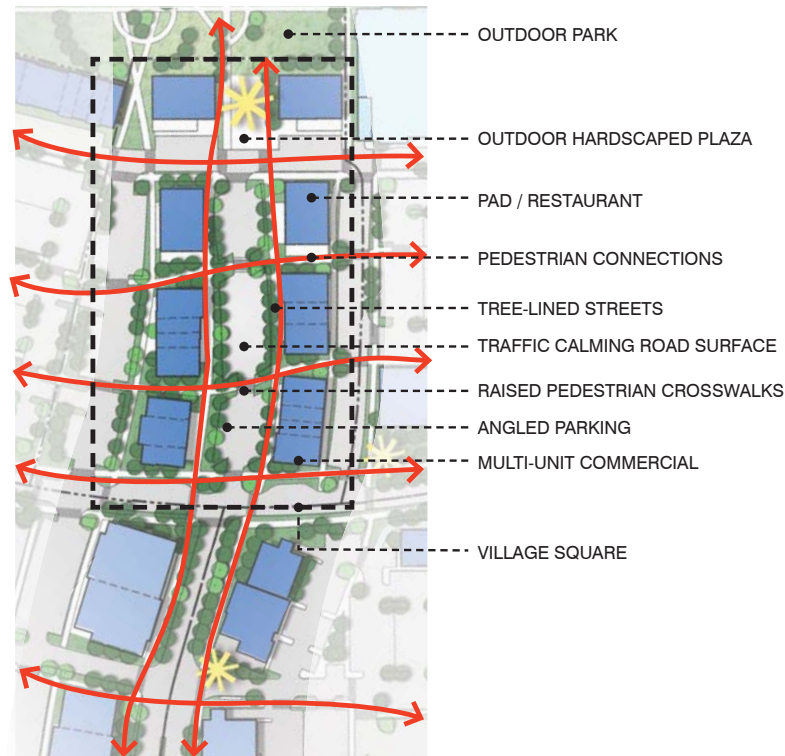 OUTDOOR PARK
OUTDOOR HARDSCAPED PLAZA
PAD / RESTAURANT
PEDESTRIAN CONNECTIONS
TREE-LINED STREETS
TRAFFIC CALMING ROAD SURFACE
RAISED PEDESTRIAN CROSSWALKS
ANGLED PARKING
MULTI-UNIT COMMERCIAL
VILLAGE SQUARE